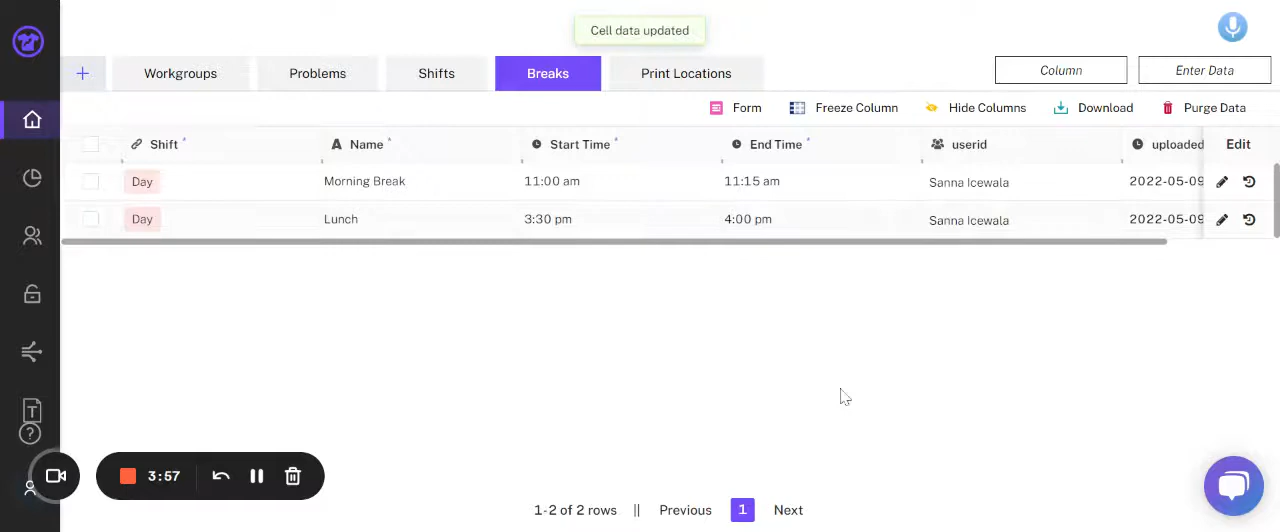 Cell data updated
+ Workgroups Problems Shifts Breaks Print Locations Column Enter Data
Form Freeze Column Hide Columns Download Purge Data
Shift * A Name * Start Time * End Time * userid uploaded Edit
Day Morning Break 11:00 am 11:15 am Sanna Icewala 2022-05-09
Day Lunch 3:30 pm 4:00 pm Sanna Icewala 2022-05-09
T
?
3:57
1-2 of 2 rows || Previous 1 Next